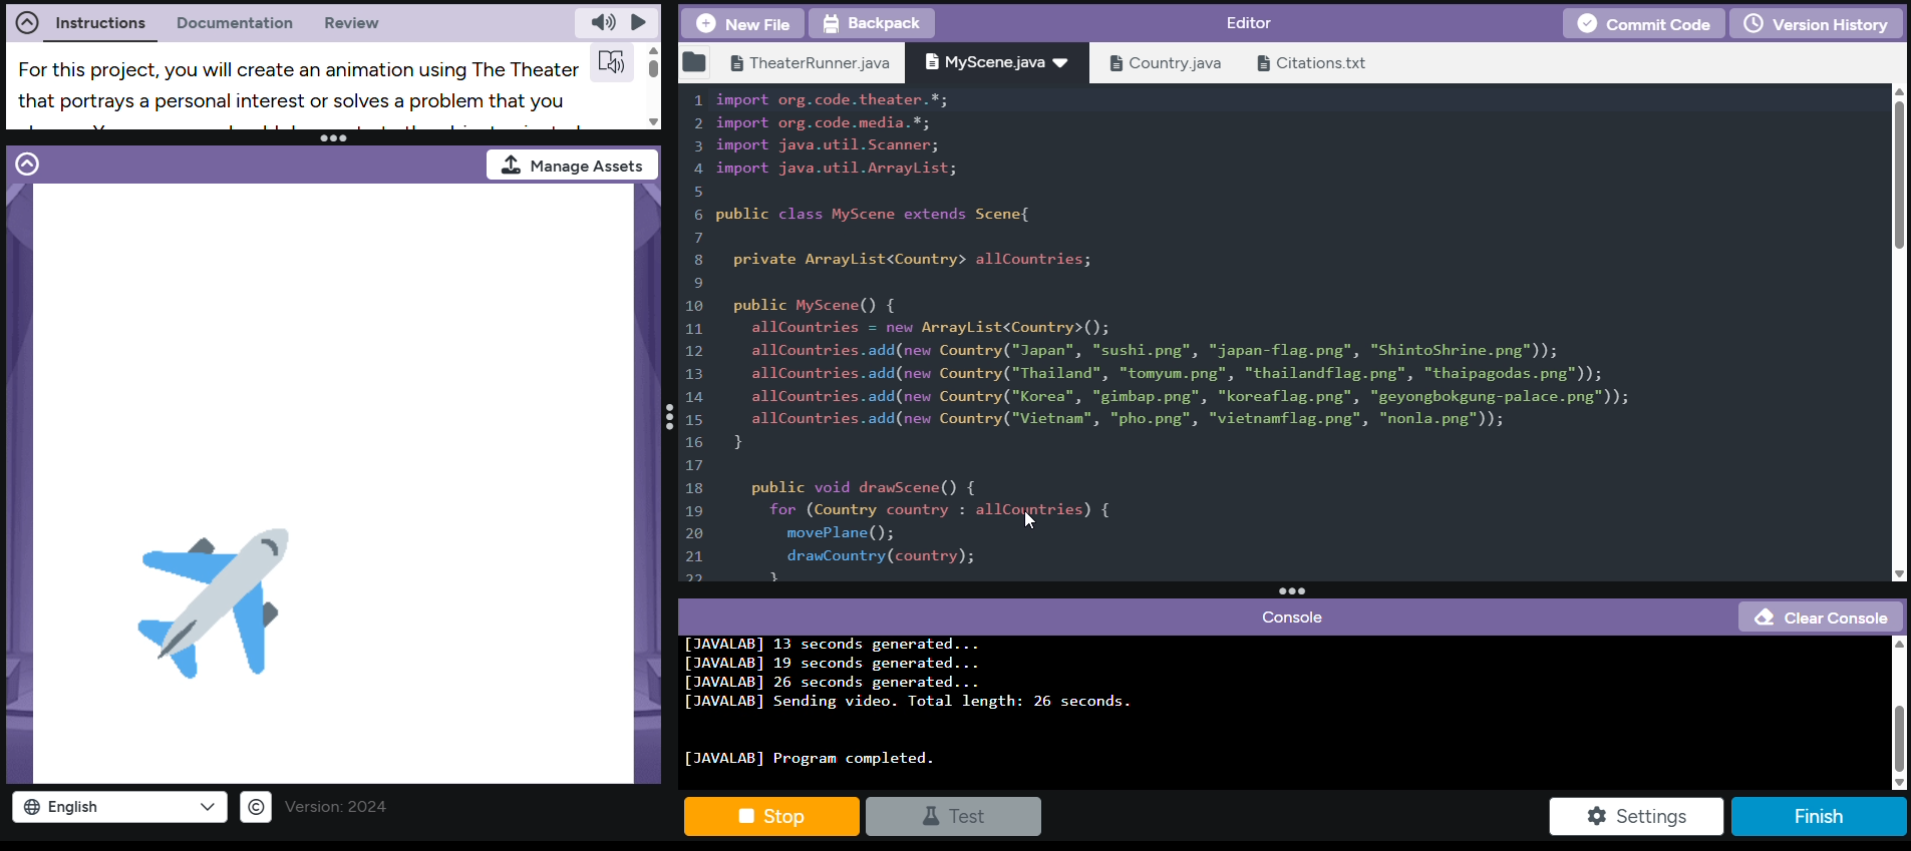 Instructions Documentation Review
For this project, you will create an animation using The Theater
that portrays a personal interest or solves a problem that you
Manage Assets
English Version: 2024
New File Backpack Editor Commit Code Version History
TheaterRunner.java MyScene.java Country.java Citations.txt
1 import org.code.theater.*;
2 import org.code.media.*;
3 import java.util.Scanner;
4 import java.util.ArrayList;
5
6 public class MyScene extends Scene{
7
8 private ArrayList<Country> allCountries;
9
10 public MyScene() {
11 allCountries = new ArrayList<Country>();
12 allCountries.add(new Country("Japan", "sushi.png", "japan-flag.png", "ShintoShrine.png"));
13 allCountries.add(new Country("Thailand", "tomyum.png", "thailandflag.png", "thaipagodas.png"));
14 allCountries.add(new Country("Korea", "gimbap.png", "koreaflag.png", "geyongbokgung-palace.png"));
15 allCountries.add(new Country("Vietnam", "pho.png", "vietnamflag.png", "nonla.png"));
16 }
17
18 public void drawScene() {
19 for (Country country : allCountries) {
20 movePlane();
21 drawCountry(country);
22 }
Console Clear Console
[JAVALAB] 13 seconds generated...
[JAVALAB] 19 seconds generated...
[JAVALAB] 26 seconds generated...
[JAVALAB] Sending video. Total length: 26 seconds.
[JAVALAB] Program completed.
Stop Test Settings Finish